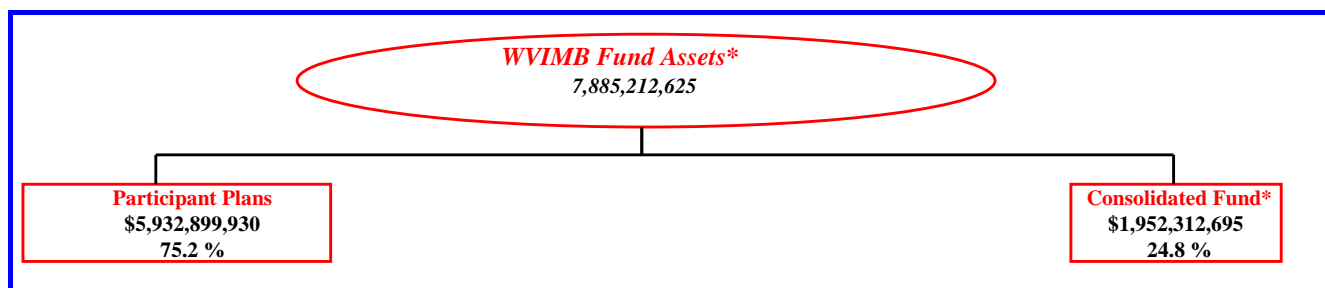 WVIMB Fund Assets*
7,885,212,625
Participant Plans
$5,932,899,930
75.2 %
Consolidated Fund*
$1,952,312,695
24.8 %